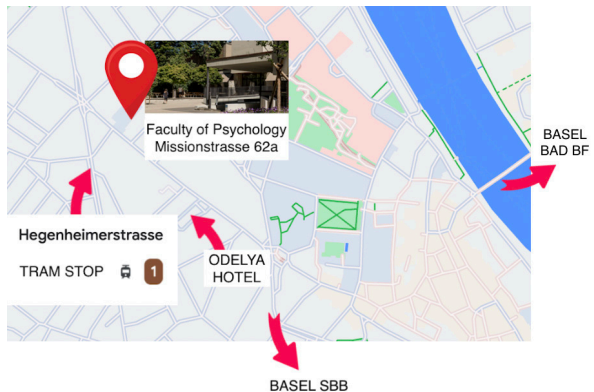 Faculty of Psychology
Missionstrasse 62a
BASEL
BAD BF
Hegenheimerstrasse
TRAM STOP 1
ODELYA
HOTEL
BASEL SBB